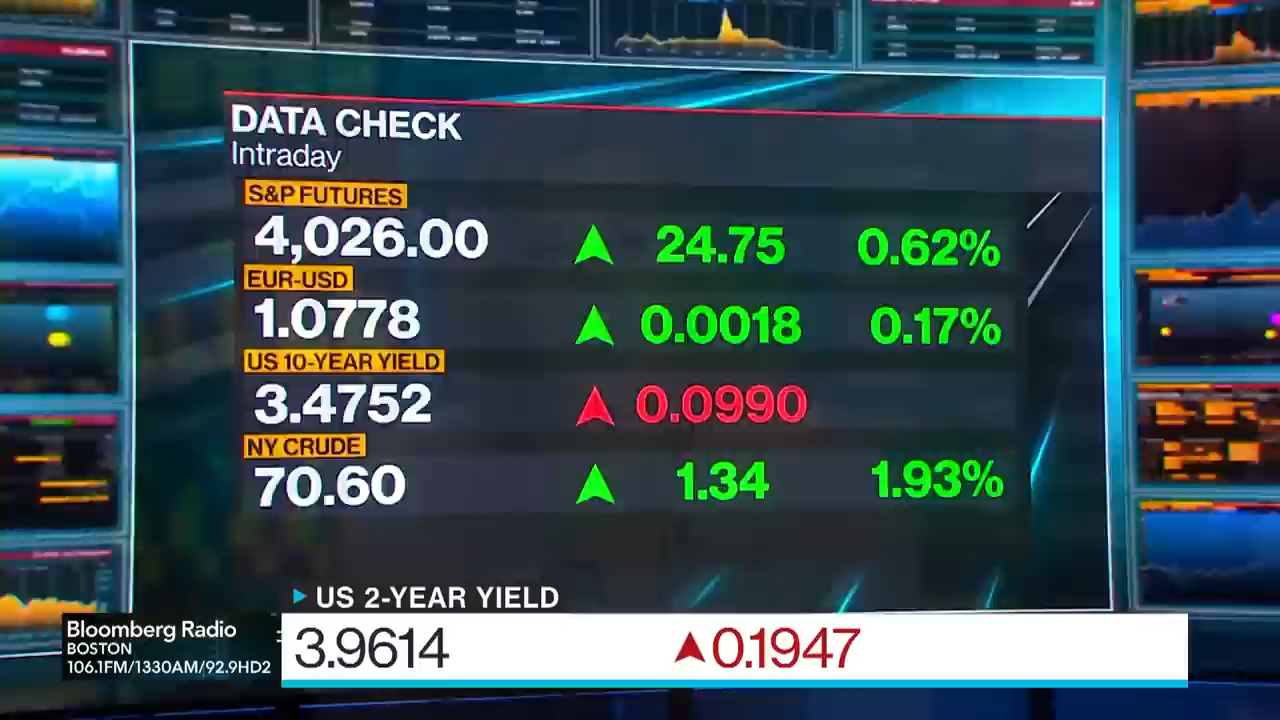 DATA CHECK
Intraday
S&P FUTURES
4,026.00 24.75 0.62%
EUR-USD
1.0778 0.0018 0.17%
US 10-YEAR YIELD
3.4752 0.0990
NY CRUDE
70.60 1.34 1.93%
US 2-YEAR YIELD
3.9614 0.1947
Bloomberg Radio
BOSTON
106.1FM/1330AM/92.9HD2